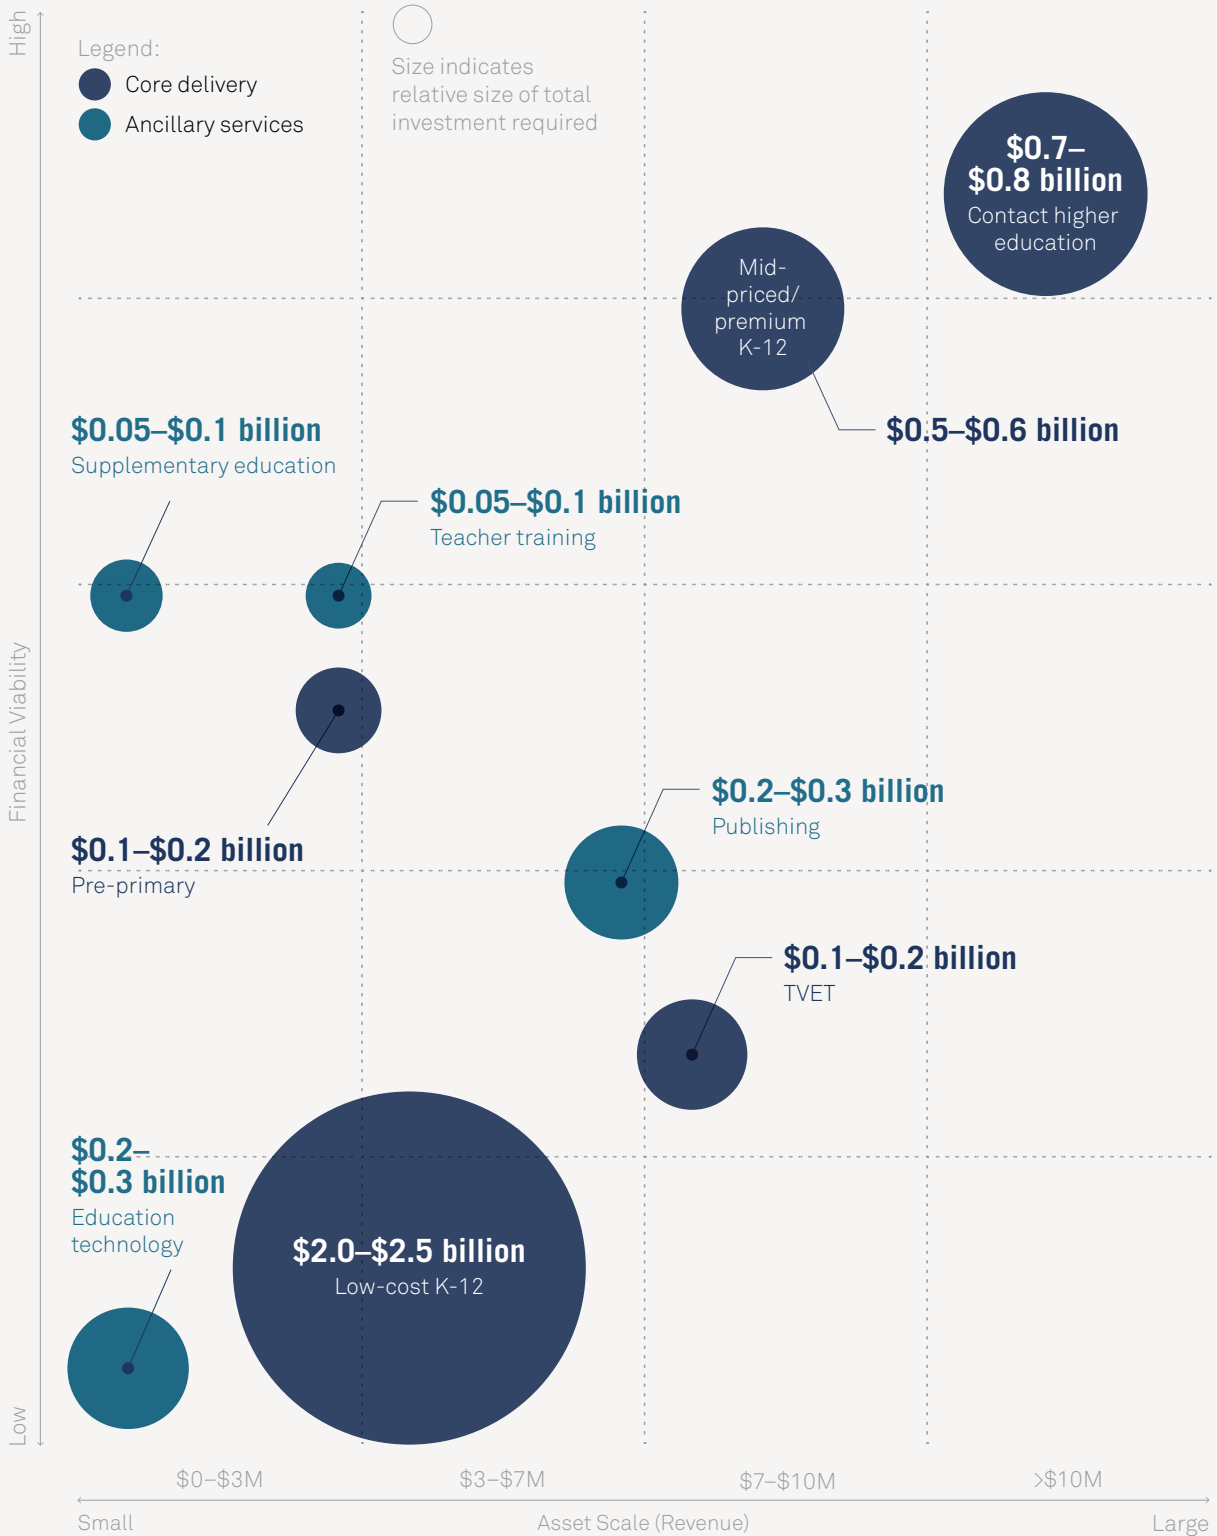 High
Legend:
Core delivery
Ancillary services
Size indicates
relative size of total
investment required
$0.7–
$0.8 billion
Contact higher
education
Mid-
priced/
premium
K-12
$0.5–$0.6 billion
$0.05–$0.1 billion
Supplementary education
$0.05–$0.1 billion
Teacher training
Financial Viability
$0.1–$0.2 billion
Pre-primary
$0.2–$0.3 billion
Publishing
$0.1–$0.2 billion
TVET
$0.2–
$0.3 billion
Education
technology
$2.0–$2.5 billion
Low-cost K-12
Low
$0–$3M
$3–$7M
$7–$10M
>$10M
Small
Asset Scale (Revenue)
Large